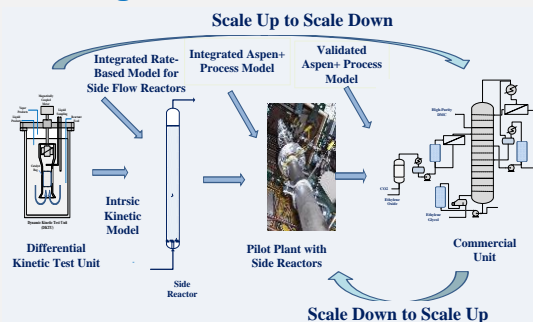 Scale Up to Scale Down
Integrated Rate-
Based Model for
Side Flow Reactors
Integrated Aspen+
Process Model
Validated
Aspen+ Process
Model
High-Purity
DMC
CO2
Ethylene
Oxide
Ethylene
Glycol
Intrsic
Kinetic
Model
Differential
Kinetic Test Unit
Side
Reactor
Pilot Plant with
Side Reactors
Commercial
Unit
Scale Down to Scale Up